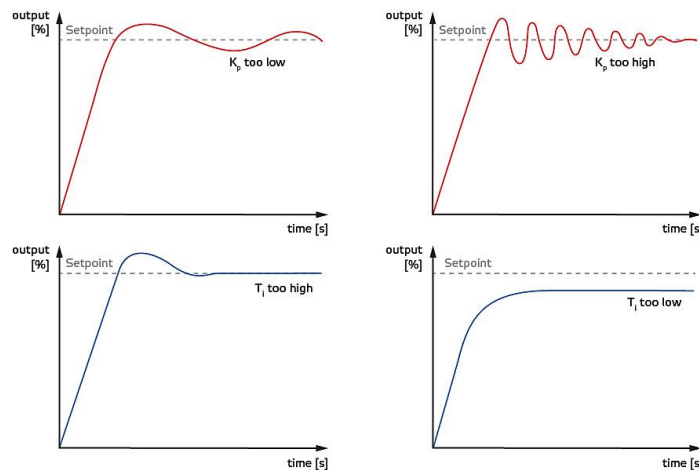 output
[%]
Setpoint
Kp too low
time [s]
output
[%]
Setpoint
Kp too high
time [s
output
[%]
Setpoint
Ti too high
time [s]
output
[%]
Setpoint
Ti too low
time [s